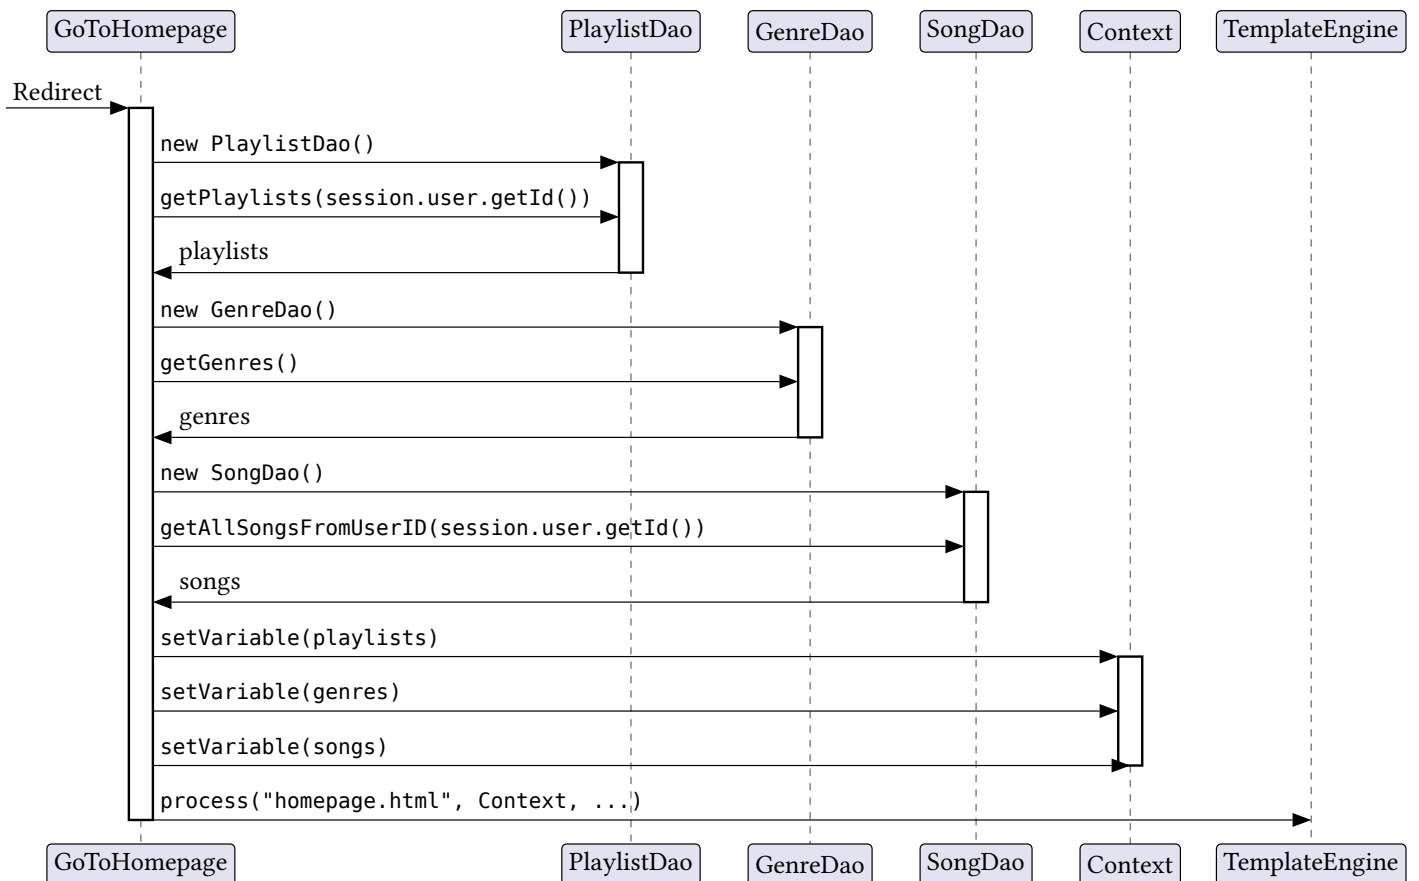 GoToHomepage PlaylistDao GenreDao SongDao Context TemplateEngine
Redirect
new PlaylistDao()
getPlaylists(session.user.getId())
playlists
new GenreDao()
getGenres()
genres
new SongDao()
getAllSongsFromUserID(session.user.getId())
songs
setVariable(playlists)
setVariable(genres)
setVariable(songs)
process("homepage.html", Context, ...)
GoToHomepage PlaylistDao GenreDao SongDao Context TemplateEngine